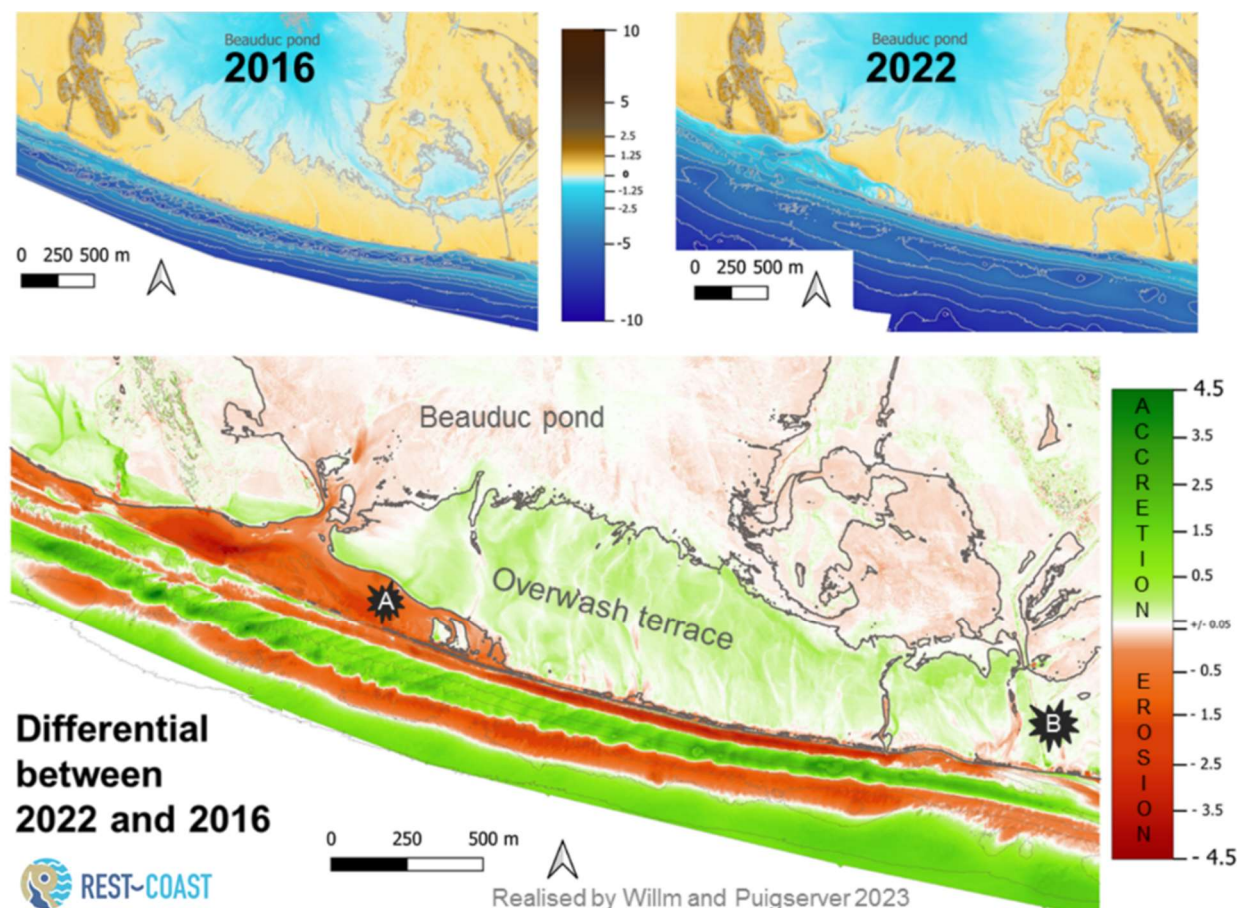 Beauduc pond
2016
0 250 500 m
10
5
2.5
1.25
0
-1.25
-2.5
-5
-10
Beauduc pond
2022
0 250 500 m
Beauduc pond
Overwash terrace
A
B
Differential
between
2022 and 2016
0 250 500 m
REST~COAST
Realised by Willm and Puigserver 2023
ACCRETION
EROSION
4.5
3.5
2.5
1.5
0.5
+/- 0.05
- 0.5
- 1.5
- 2.5
- 3.5
- 4.5